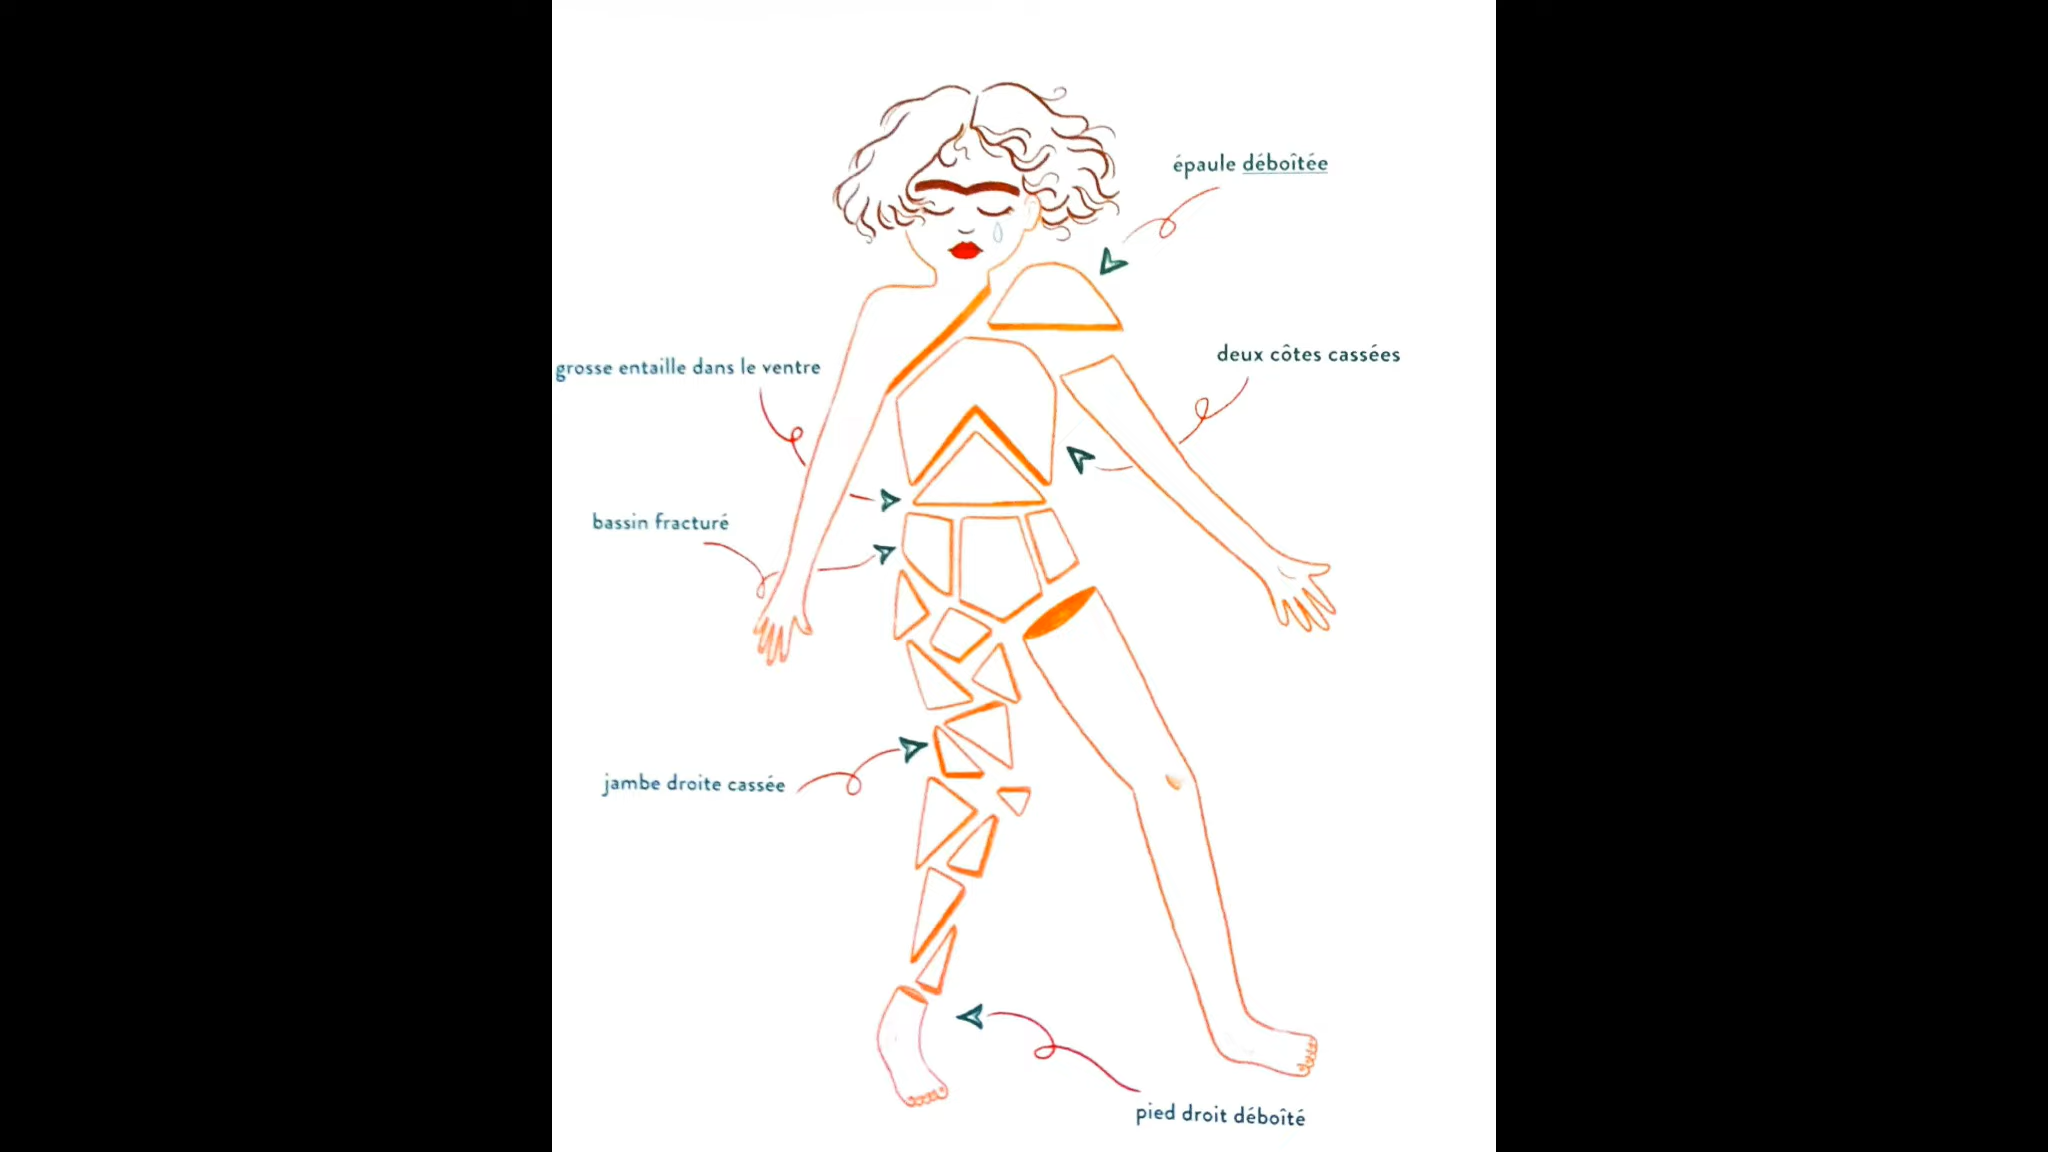 épaule déboîtée
deux côtes cassées
grosse entaille dans le ventre
bassin fracturé
jambe droite cassée
pied droit déboîté